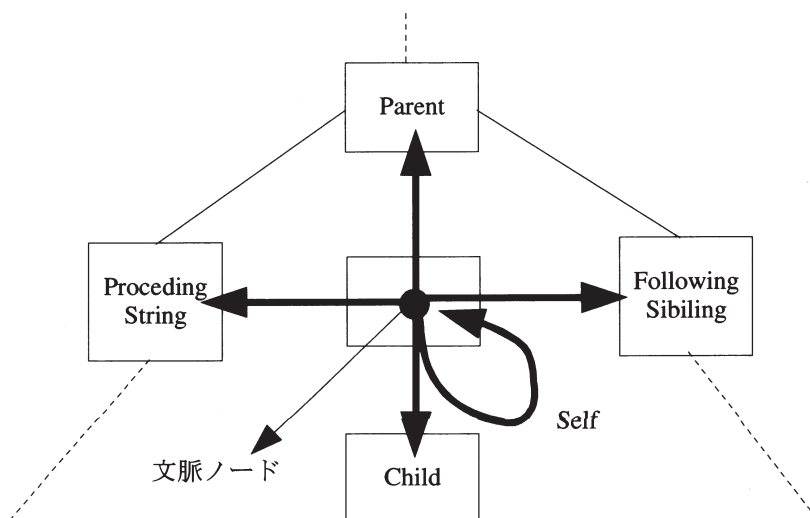 Parent
Proceding
String
Following
Sibiling
Self
文脈ノード
Child